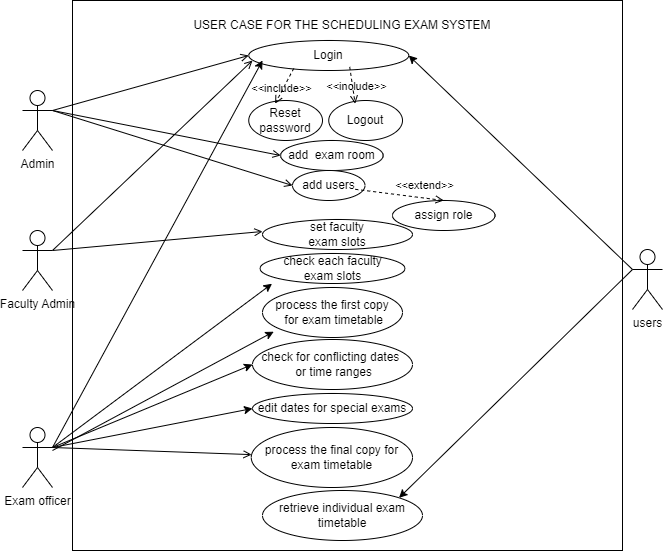 USER CASE FOR THE SCHEDULING EXAM SYSTEM
Login
<<include>>
<<include>>
Reset
password
Logout
Admin
add exam room
add users
<<extend>>
assign role
set faculty
exam slots
Faculty Admin
check each faculty
exam slots
users
process the first copy
for exam timetable
check for conflicting dates
or time ranges
edit dates for special exams
process the final copy for
exam timetable
Exam officer
retrieve individual exam
timetable